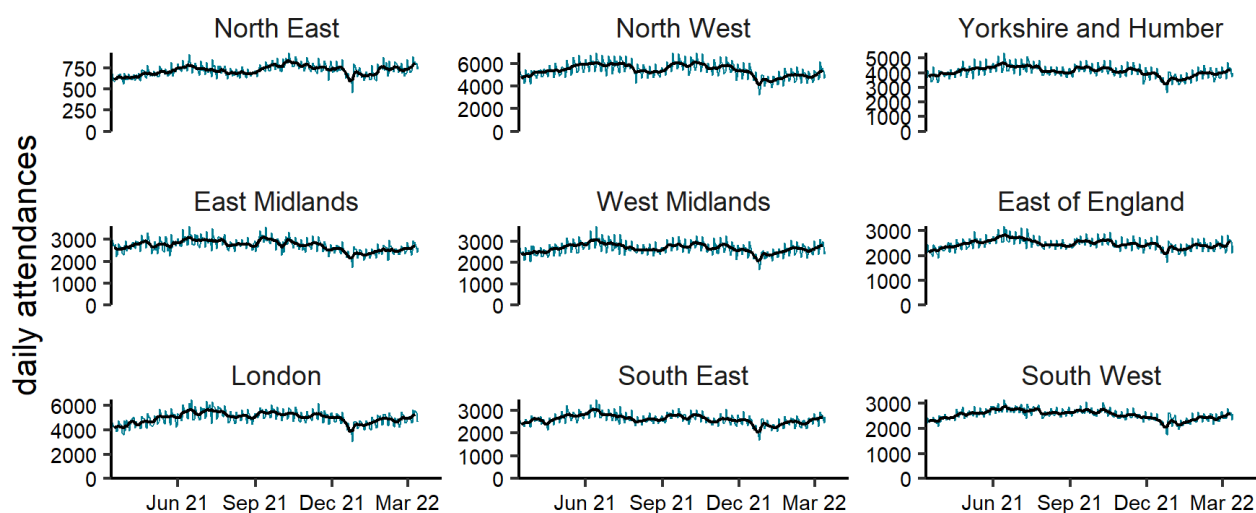 North East
North West
Yorkshire and Humber
750
500
250
0
6000
4000
2000
0
5000
4000
3000
2000
1000
0
daily attendances
East Midlands
West Midlands
East of England
3000
2000
1000
0
3000
2000
1000
0
3000
2000
1000
0
London
South East
South West
6000
4000
2000
0
3000
2000
1000
0
3000
2000
1000
0
Jun 21 Sep 21 Dec 21 Mar 22
Jun 21 Sep 21 Dec 21 Mar 22
Jun 21 Sep 21 Dec 21 Mar 22